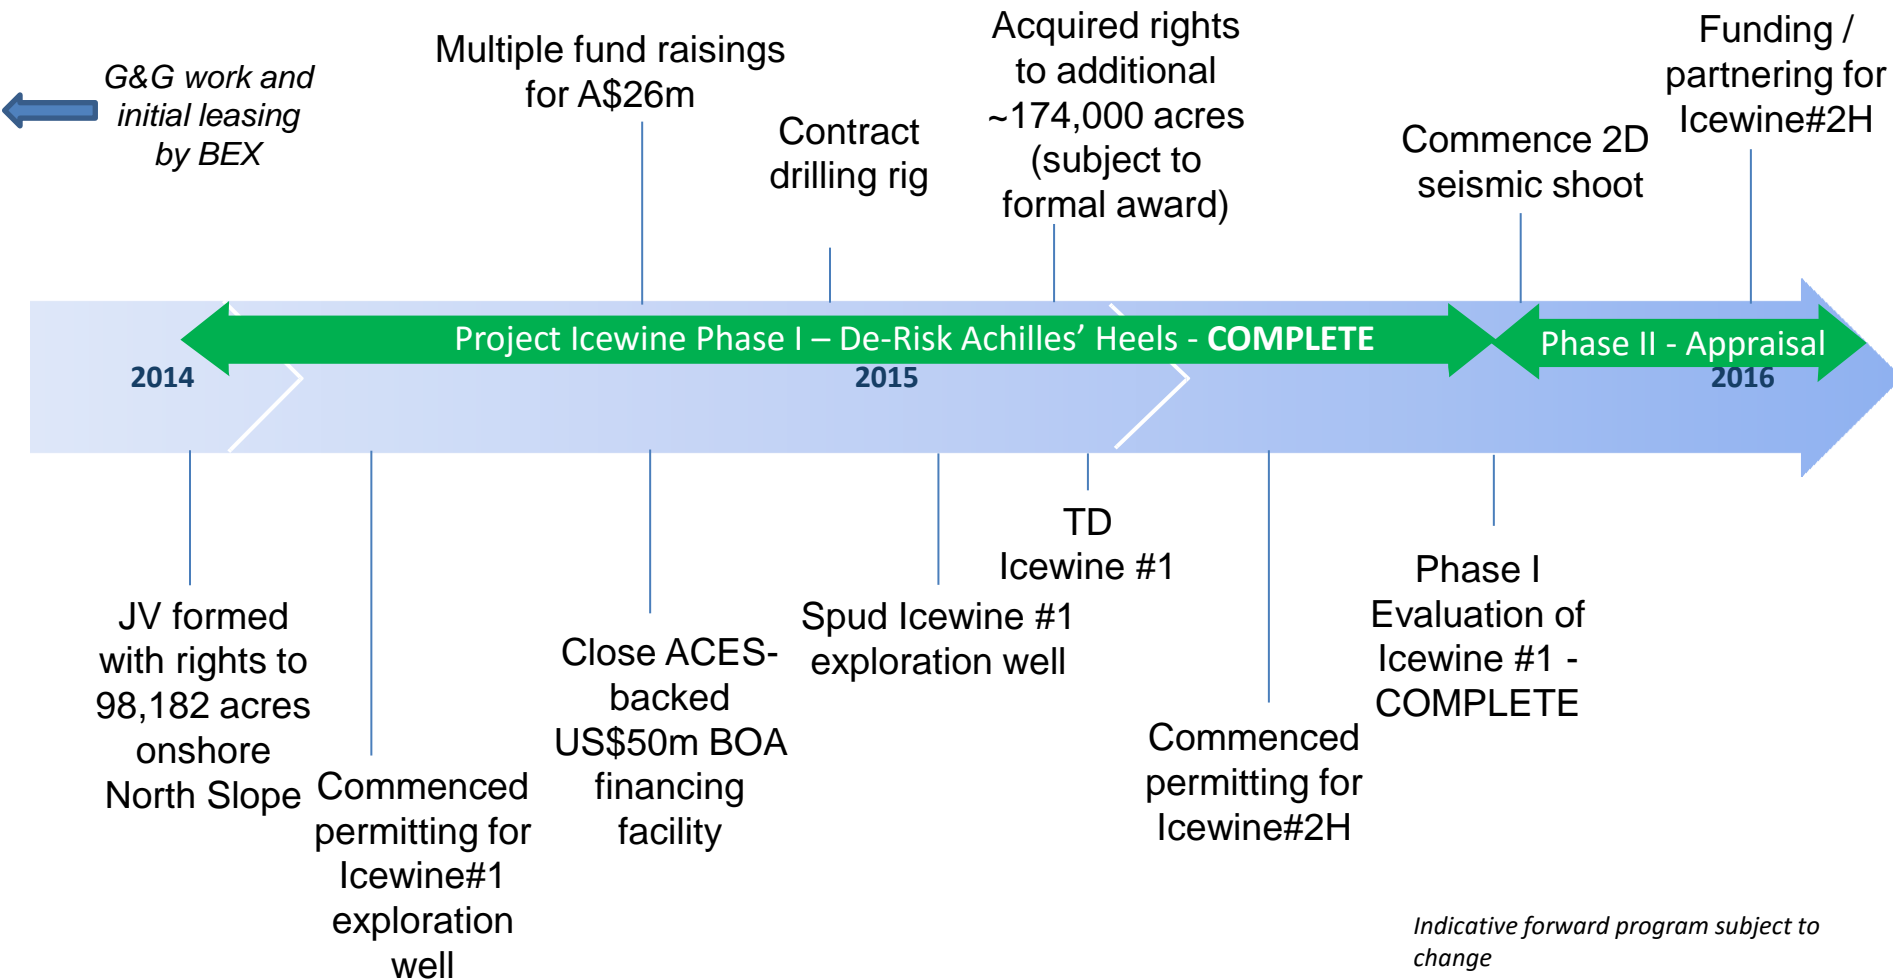 G&G work and
initial leasing
by BEX
Multiple fund raisings
for A$26m
Contract
drilling rig
Acquired rights
to additional
~174,000 acres
(subject to
formal award)
Commence 2D
seismic shoot
Funding /
partnering for
Icewine#2H
Project Icewine Phase I – De-Risk Achilles’ Heels - COMPLETE
Phase II - Appraisal
2014
2015
2016
JV formed
with rights to
98,182 acres
onshore
North Slope
Commenced
permitting for
Icewine#1
exploration
well
Close ACES-
backed
US$50m BOA
financing
facility
Spud Icewine #1
exploration well
TD
Icewine #1
Commenced
permitting for
Icewine#2H
Phase I
Evaluation of
Icewine #1 -
COMPLETE
Indicative forward program subject to
change